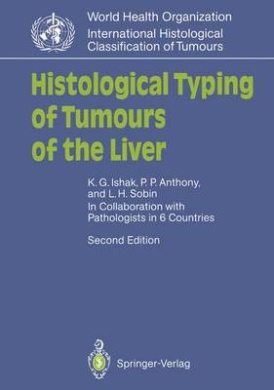 World Health Organization
International Histological
Classification of Tumours
Histological Typing
of Tumours
of the Liver
K. G. Ishak, P. P. Anthony,
and L. H. Sobin
In Collaboration with
Pathologists in 6 Countries
Second Edition
Springer-Verlag